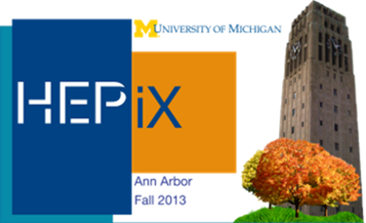 M UNIVERSITY OF MICHIGAN
HEPiX
Ann Arbor
Fall 2013